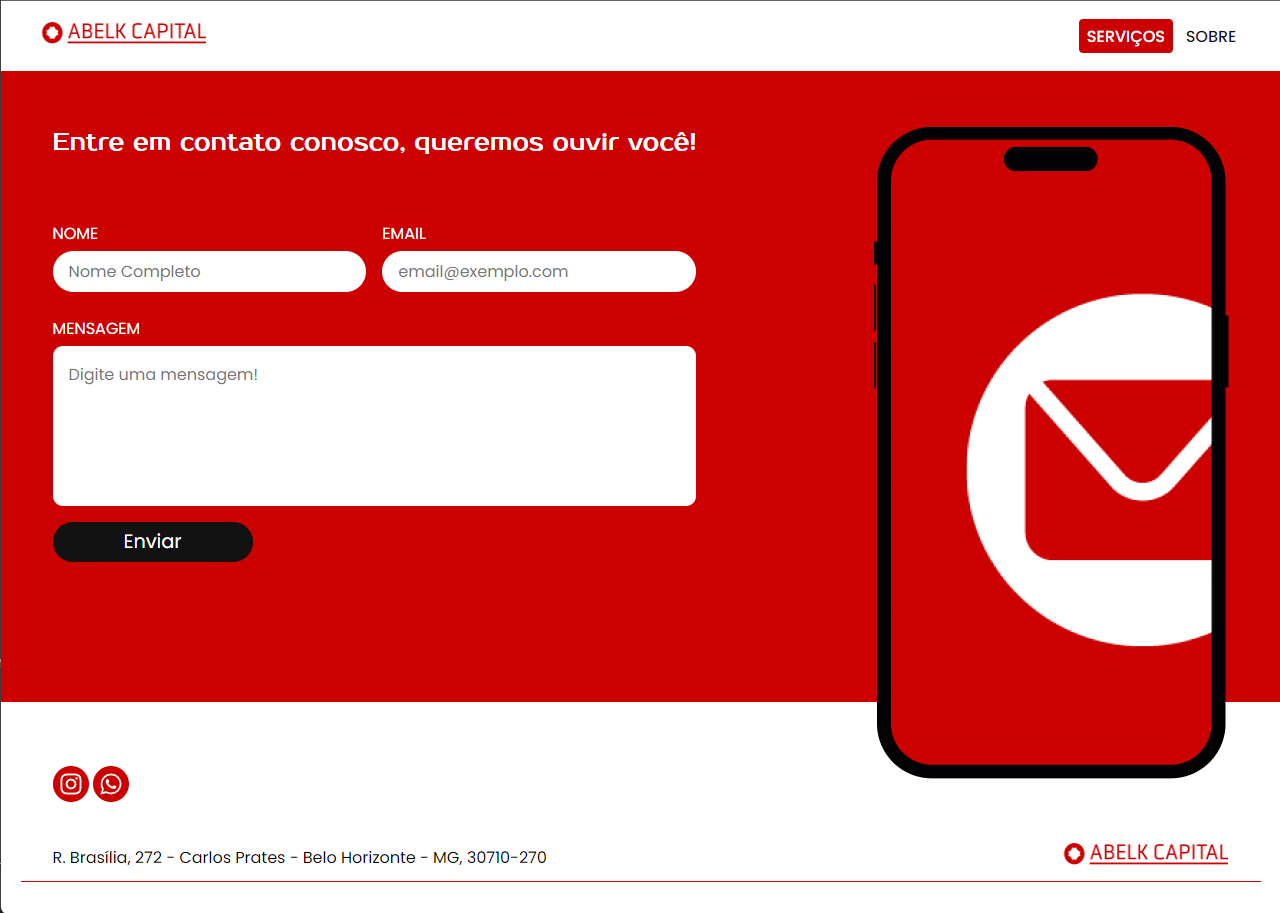 ABELK CAPITAL
SERVIÇOS SOBRE
Entre em contato conosco, queremos ouvir você!
NOME EMAIL
Nome Completo email@exemplo.com
MENSAGEM
Digite uma mensagem!
Enviar
R. Brasília, 272 - Carlos Prates - Belo Horizonte - MG, 30710-270
ABELK CAPITAL